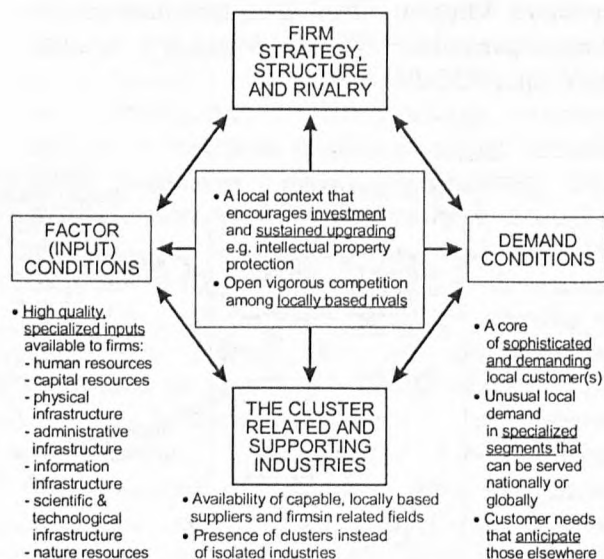 FIRM
STRATEGY,
STRUCTURE
AND RIVALRY
• A local context that
encourages investment
and sustained upgrading
e.g. intellectual property
protection
• Open vigorous competition
among locally based rivals
FACTOR
(INPUT)
CONDITIONS
DEMAND
CONDITIONS
• High quality,
specialized inputs
available to firms:
- human resources
- capital resources
- physical
infrastructure
- administrative
infrastructure
- information
infrastructure
- scientific &
technological
infrastructure
- nature resources
THE CLUSTER
RELATED AND
SUPPORTING
INDUSTRIES
• Availability of capable, locally based
suppliers and firmsin related fields
• Presence of clusters instead
of isolated industries
• A core
of sophisticated
and demanding
local customer(s)
• Unusual local
demand
in specialized
segments that
can be served
nationally or
globally
• Customer needs
that anticipate
those elsewhere